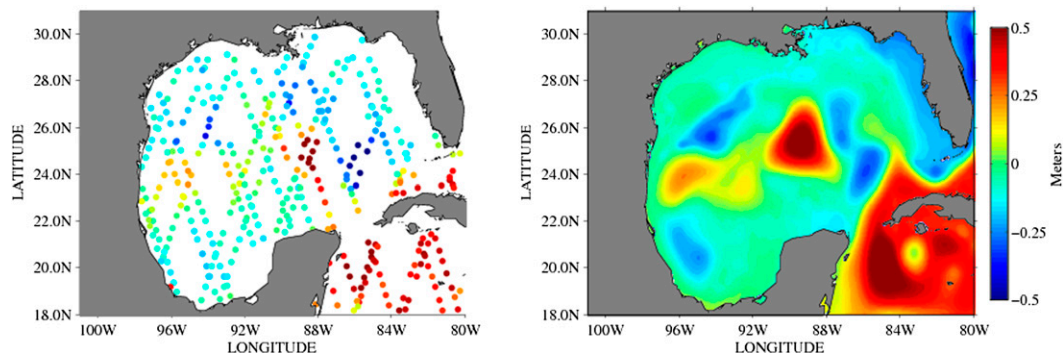 30.0N
28.0N
26.0N
24.0N
22.0N
20.0N
18.0N
LATITUDE
100W
96W
92W
88W
84W
80W
LONGITUDE
30.0N
28.0N
26.0N
24.0N
22.0N
20.0N
18.0N
LATITUDE
100W
96W
92W
88W
84W
80W
LONGITUDE
0.5
0.25
0
−0.25
−0.5
Meters